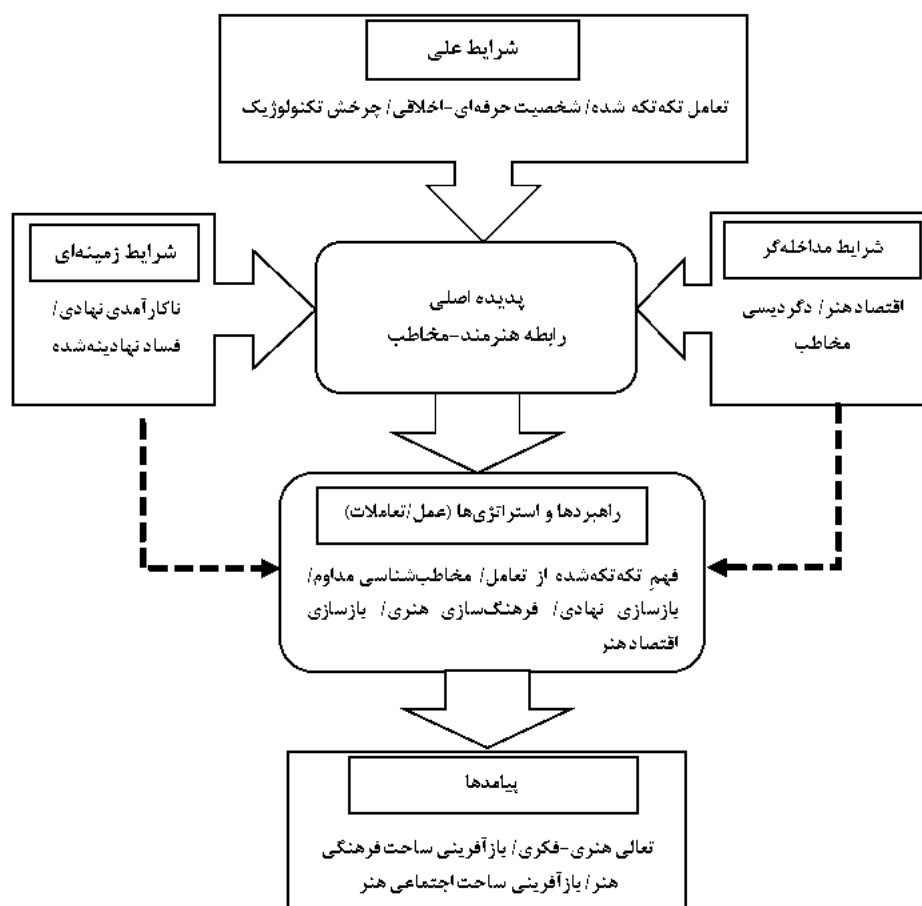 شرایط علی
تعامل تکه‌تکه شده/ شخصیت حرفه‌ای-اخلاقی/ چرخش تکنولوژیک
شرایط مداخله‌گر
اقتصاد هنر/ دگردیسی
مخاطب
پدیده اصلی
رابطه هنرمند-مخاطب
شرایط زمینه‌ای
ناکارآمدی نهادی/
فساد نهادینه‌شده
راهبردها و استراتژی‌ها (عمل/تعاملات)
فهمِ تکه‌تکه‌شده از تعامل/ مخاطب‌شناسی مداوم/
بازسازی نهادی/ فرهنگ‌سازی هنری/ بازسازی
اقتصاد هنر
پیامدها
تعالی هنری-فکری/ بازآفرینی ساحت فرهنگی
هنر/ بازآفرینی ساحت اجتماعی هنر